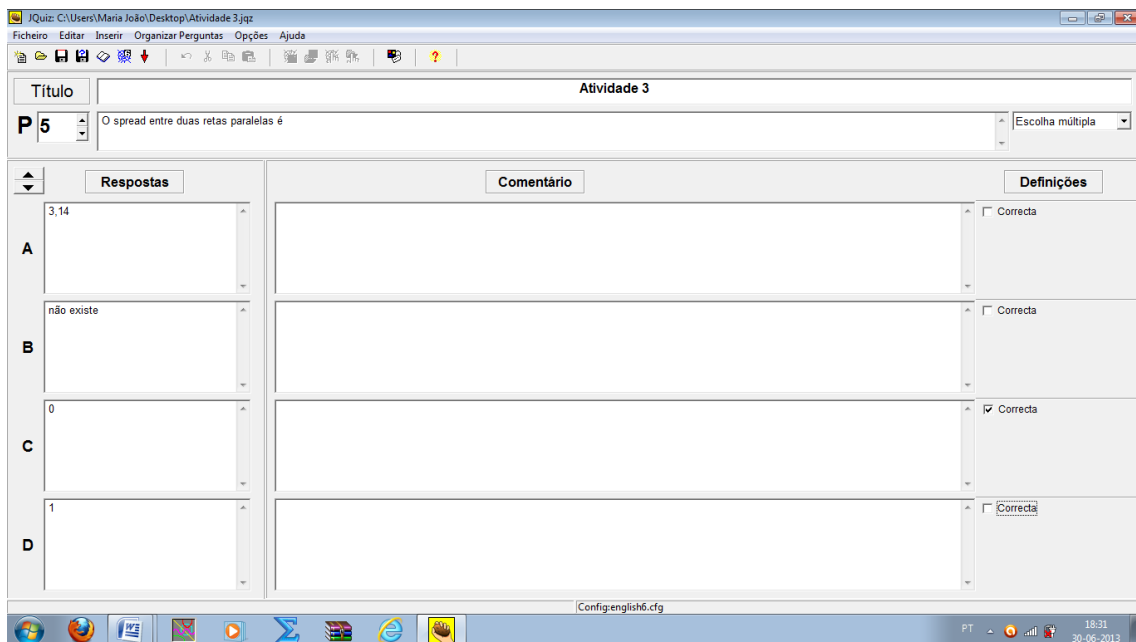 JQuiz: C:\Users\Maria João\Desktop\Atividade 3.jqz
Ficheiro Editar Inserir Organizar Perguntas Opções Ajuda
Título Atividade 3
P 5 O spread entre duas retas paralelas é Escolha múltipla
Respostas Comentário Definições
A 3,14 Correcta
B não existe Correcta
C 0 Correcta
D 1 Correcta
Config:english6.cfg
PT 18:31
30-06-2013